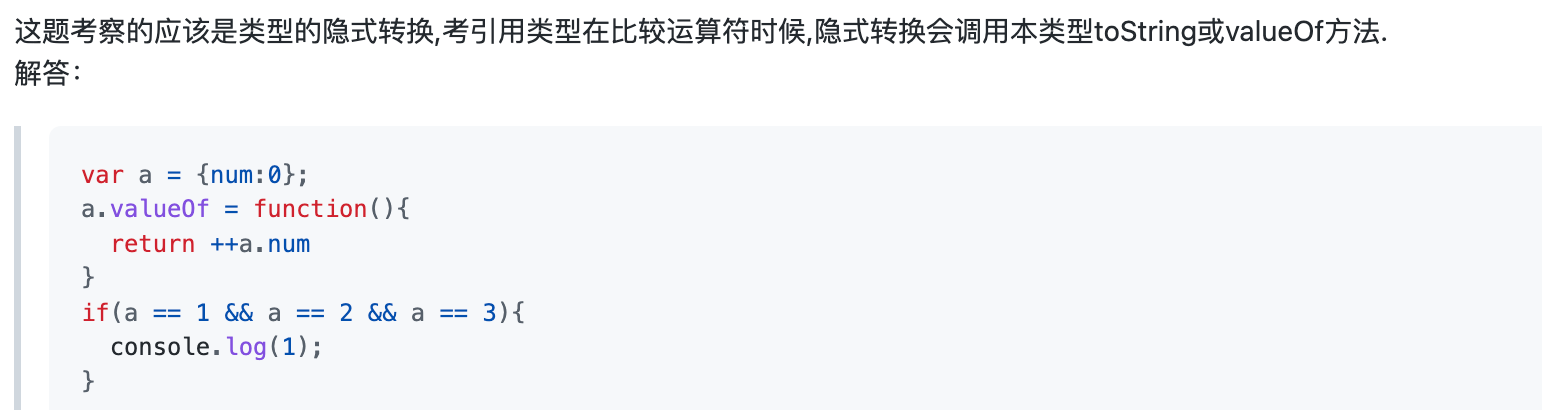 这题考察的应该是类型的隐式转换,考引用类型在比较运算符时候,隐式转换会调用本类型toString或valueOf方法.
解答：
var a = {num:0};
a.valueOf = function(){
  return ++a.num
}
if(a == 1 && a == 2 && a == 3){
  console.log(1);
}